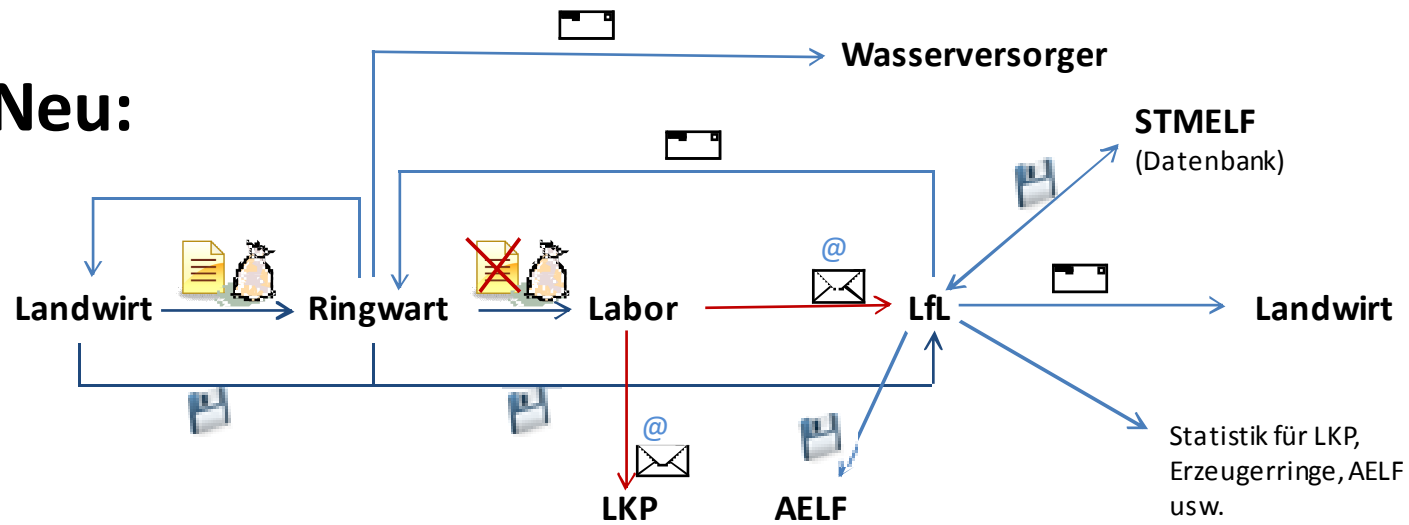 Wasserversorger
Neu:
STMELF
(Datenbank)
@
Landwirt
Ringwart
Labor
LfL
Landwirt
@
Statistik für LKP,
Erzeugerringe, AELF
usw.
LKP
AELF